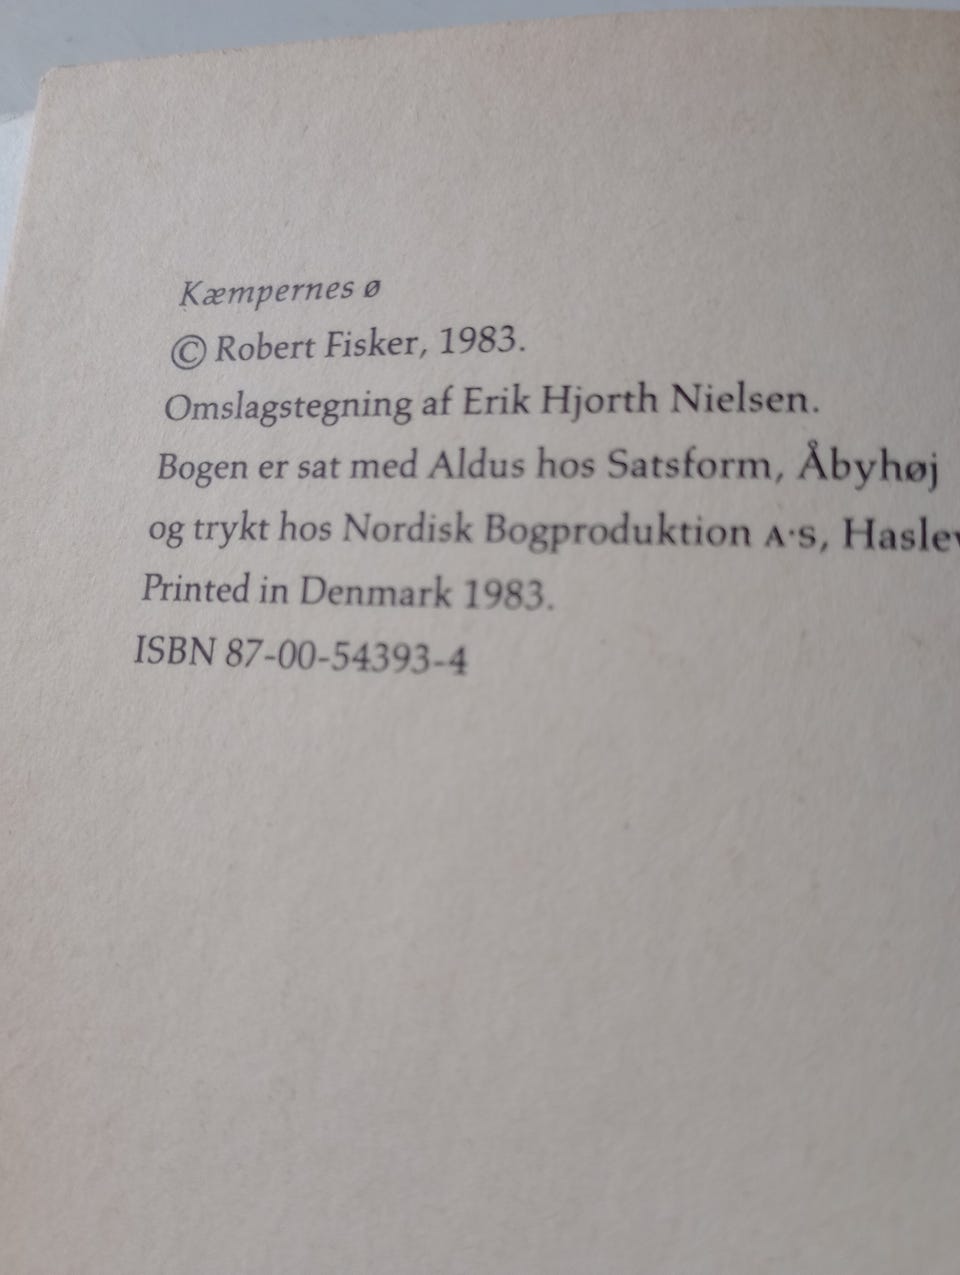 Kæmpernes ø
© Robert Fisker, 1983.
Omslagstegning af Erik Hjorth Nielsen.
Bogen er sat med Aldus hos Satsform, Åbyhøj
og trykt hos Nordisk Bogproduktion A·S, Haslev
Printed in Denmark 1983.
ISBN 87-00-54393-4